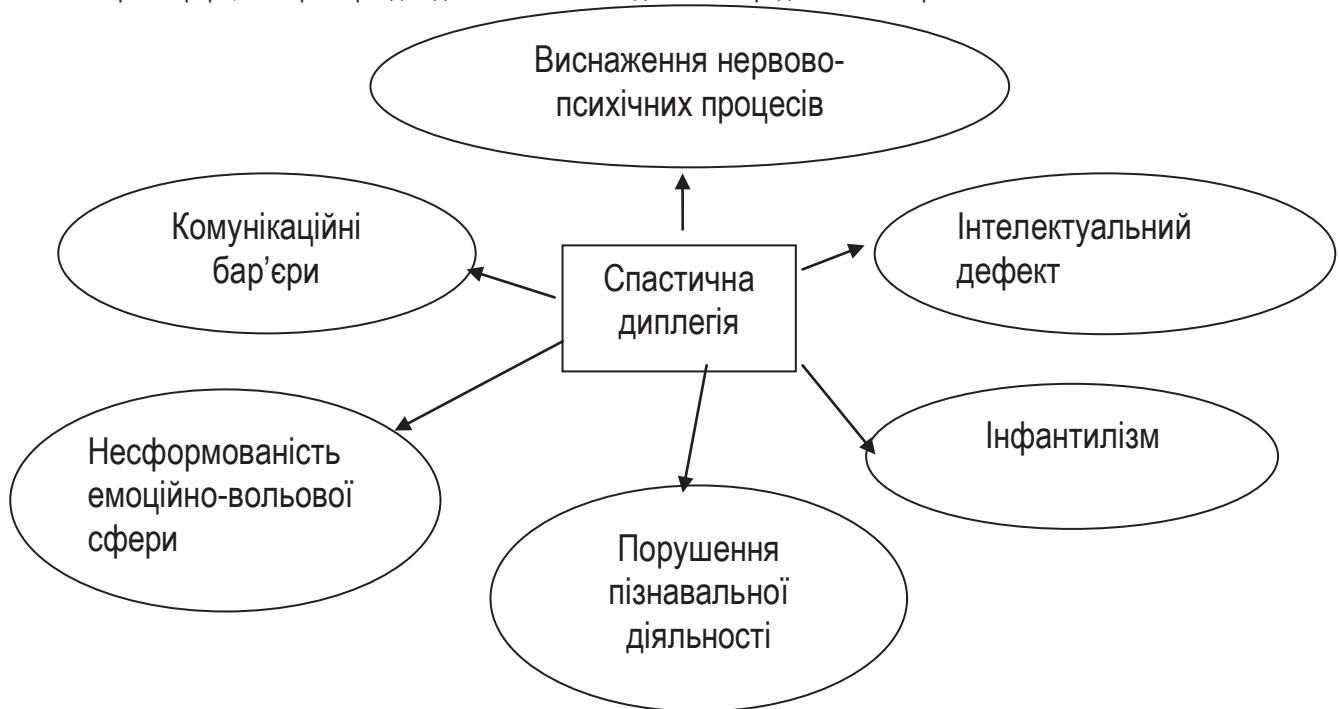 Виснаження нервово-
психічних процесів
Комунікаційні
бар’єри
Спастична
диплегія
Інтелектуальний
дефект
Несформованість
емоційно-вольової
сфери
Інфантилізм
Порушення
пізнавальної
діяльності